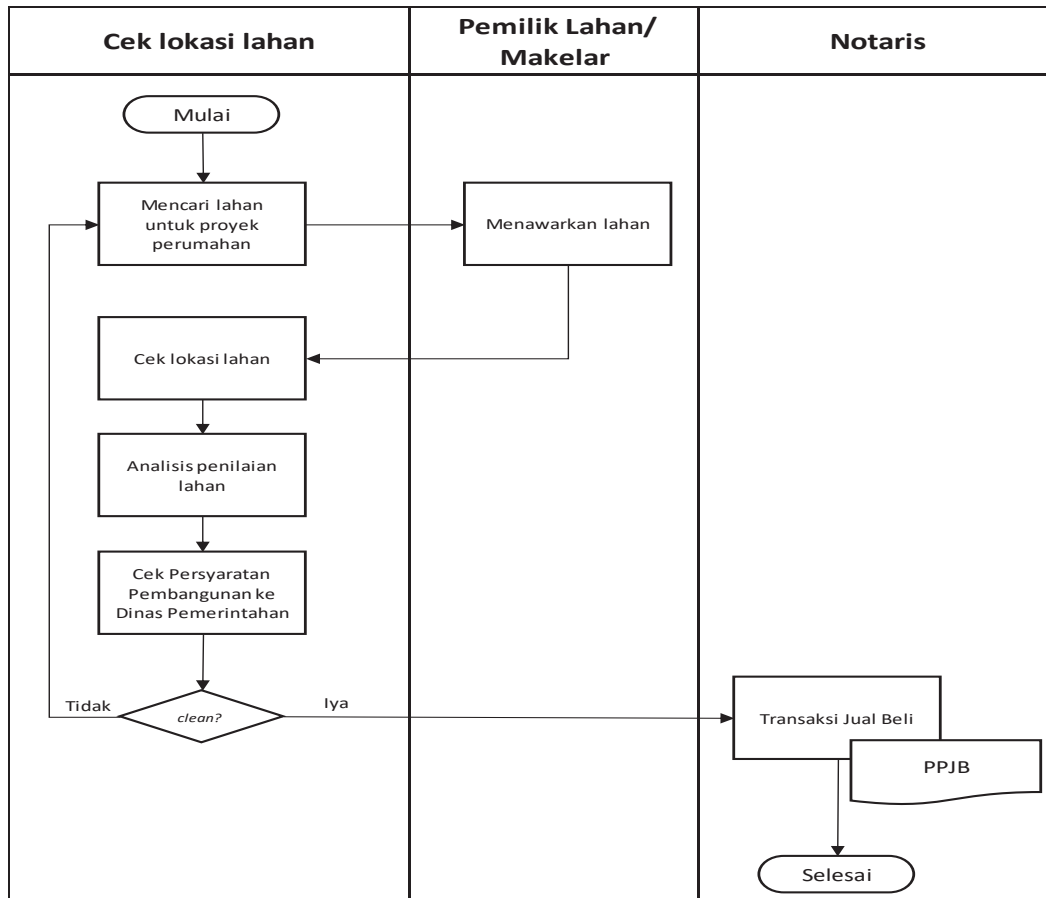 Cek lokasi lahan
Pemilik Lahan/
Makelar
Notaris
Mulai
Mencari lahan
untuk proyek
perumahan
Menawarkan lahan
Cek lokasi lahan
Analisis penilaian
lahan
Cek Persyaratan
Pembangunan ke
Dinas Pemerintahan
Tidak
clean?
Iya
Transaksi Jual Beli
PPJB
Selesai